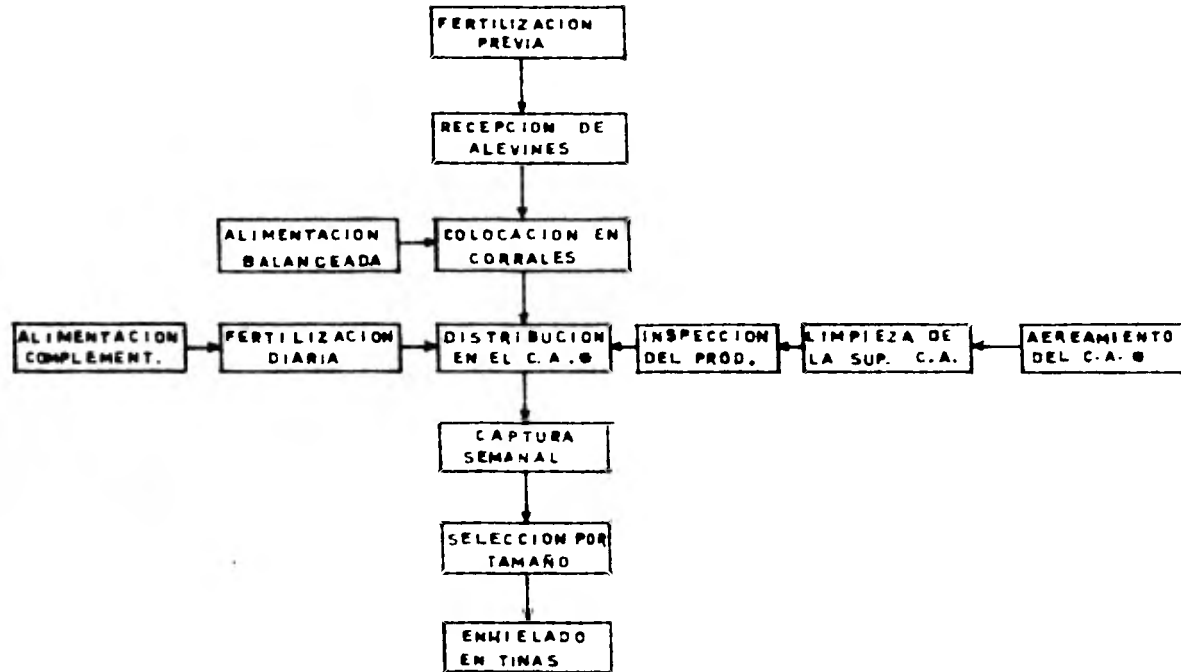 FERTILIZACION
PREVIA
RECEPCION DE
ALEVINES
ALIMENTACION
BALANCEADA
COLOCACION EN
CORRALES
ALIMENTACION
COMPLEMENT.
FERTILIZACION
DIARIA
DISTRIBUCION
EN EL C.A.*
INSPECCION
DEL PROD.
LIMPIEZA DE
LA SUP. C.A.
AEREAMIENTO
DEL C.A.*
CAPTURA
SEMANAL
SELECCION POR
TAMAÑO
ENHIELADO
EN TINAS